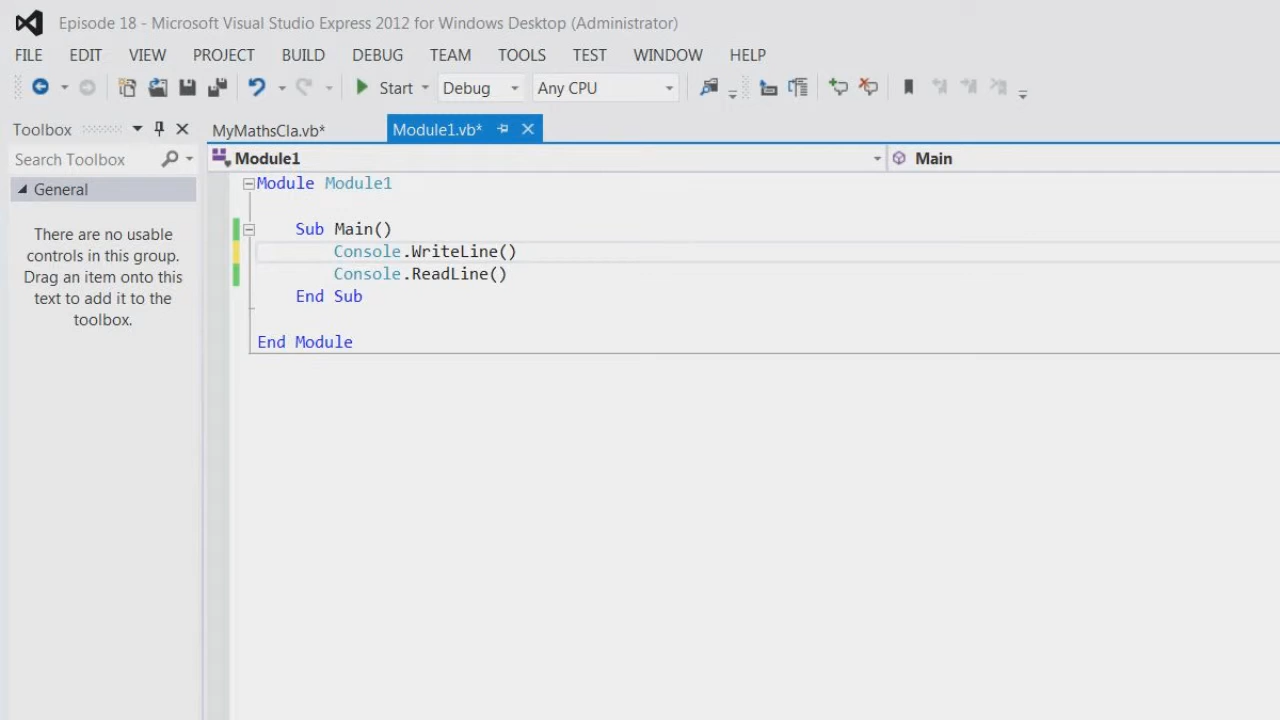 Episode 18 - Microsoft Visual Studio Express 2012 for Windows Desktop (Administrator)
FILE EDIT VIEW PROJECT BUILD DEBUG TEAM TOOLS TEST WINDOW HELP
Start Debug Any CPU
Toolbox MyMathsCla.vb* Module1.vb*
Search Toolbox Module1 Main
General
There are no usable
controls in this group.
Drag an item onto this
text to add it to the
toolbox.
Module Module1
Sub Main()
Console.WriteLine()
Console.ReadLine()
End Sub
End Module